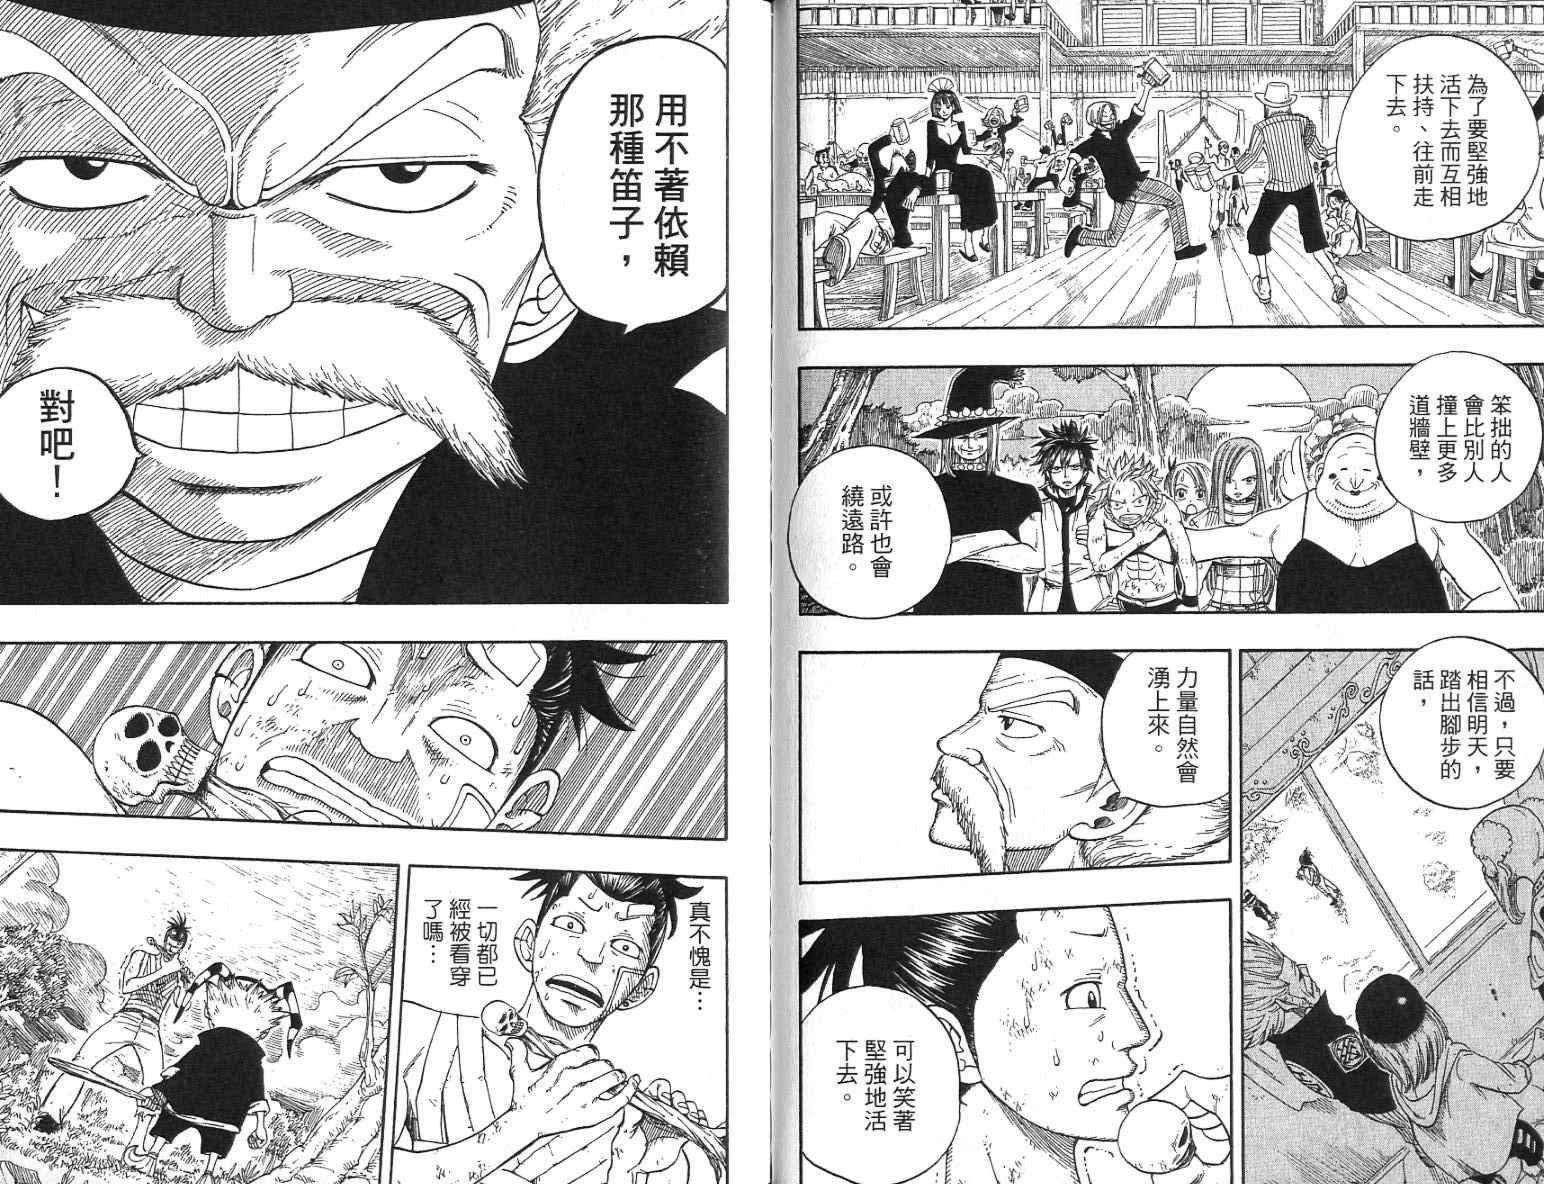 為了要堅強地
活下去而互相
扶持、往前走
下去。
笨拙的人
會比別人
撞上更多
道牆壁，
或許也會
繞遠路。
不過，只要
相信明天，
踏出腳步的
話，
力量自然會
湧上來。
可以笑著
堅強地活
下去。
用不著依賴
那種笛子，
對吧！
真不愧是…
一切都已
經被看穿
了嗎…